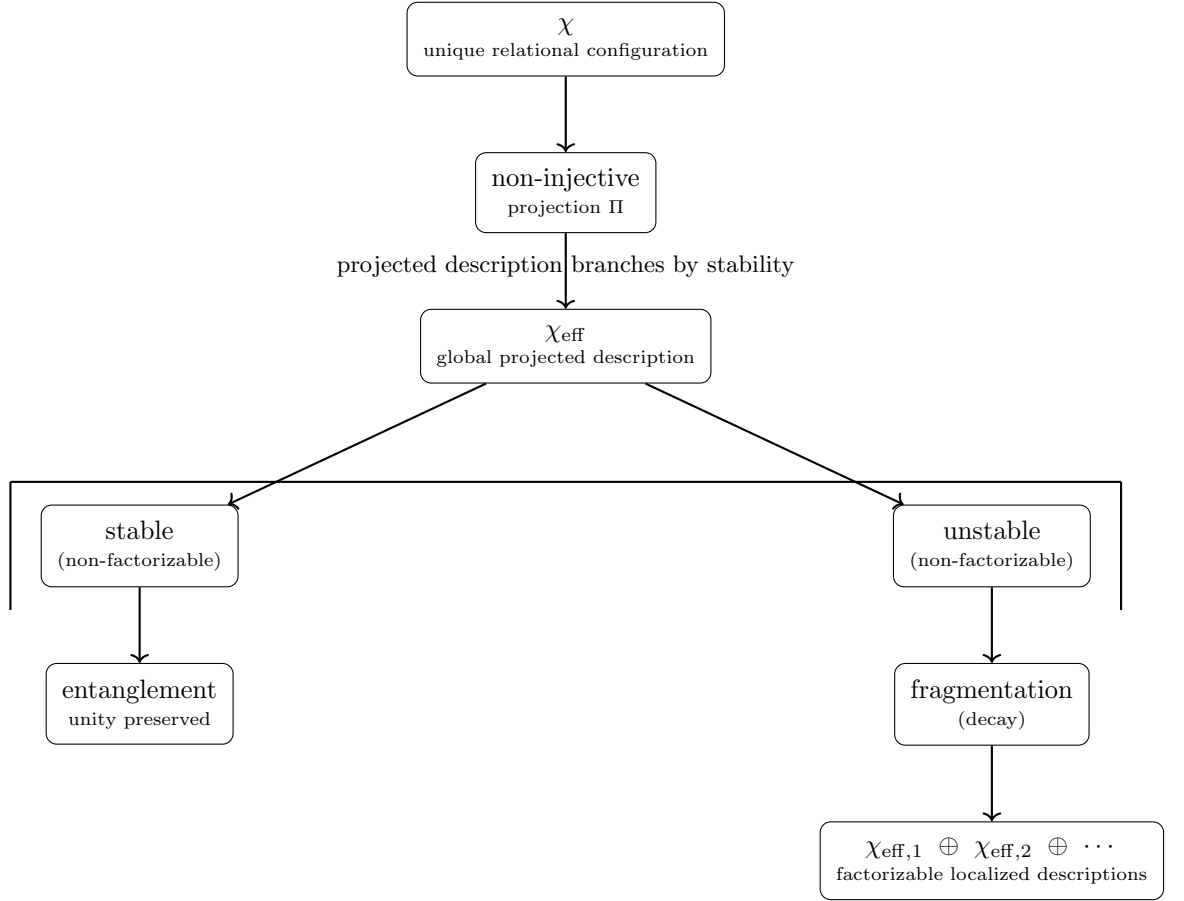 χ
unique relational configuration
non-injective
projection Π
projected description branches by stability
χeff
global projected description
stable
(non-factorizable)
unstable
(non-factorizable)
entanglement
unity preserved
fragmentation
(decay)
χeff,1 ⊕ χeff,2 ⊕ ⋯
factorizable localized descriptions